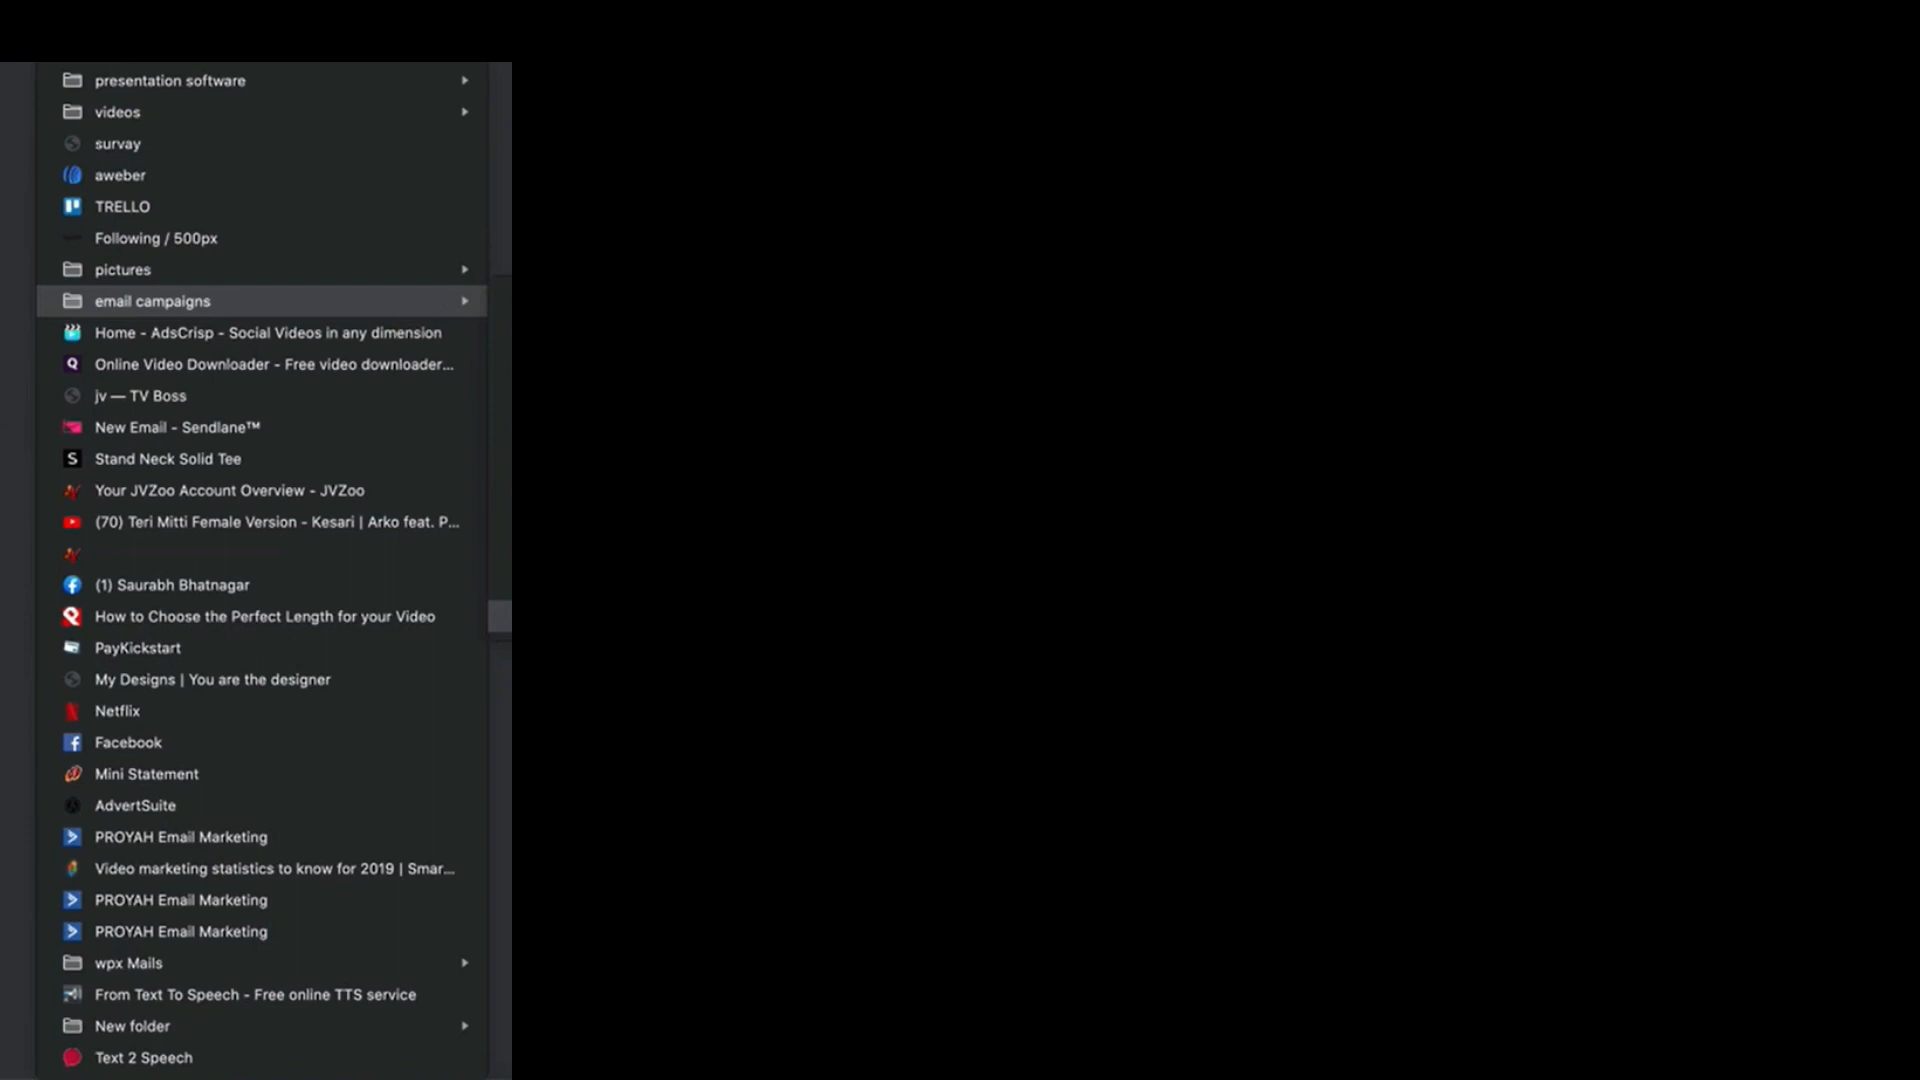 presentation software
videos
survay
aweber
TRELLO
Following / 500px
pictures
email campaigns
Home - AdsCrisp - Social Videos in any dimension
Online Video Downloader - Free video downloader...
jv — TV Boss
New Email - Sendlane™
Stand Neck Solid Tee
Your JVZoo Account Overview - JVZoo
(70) Teri Mitti Female Version - Kesari | Arko feat. P...
(1) Saurabh Bhatnagar
How to Choose the Perfect Length for your Video
PayKickstart
My Designs | You are the designer
Netflix
Facebook
Mini Statement
AdvertSuite
PROYAH Email Marketing
Video marketing statistics to know for 2019 | Smar...
PROYAH Email Marketing
PROYAH Email Marketing
wpx Mails
From Text To Speech - Free online TTS service
New folder
Text 2 Speech